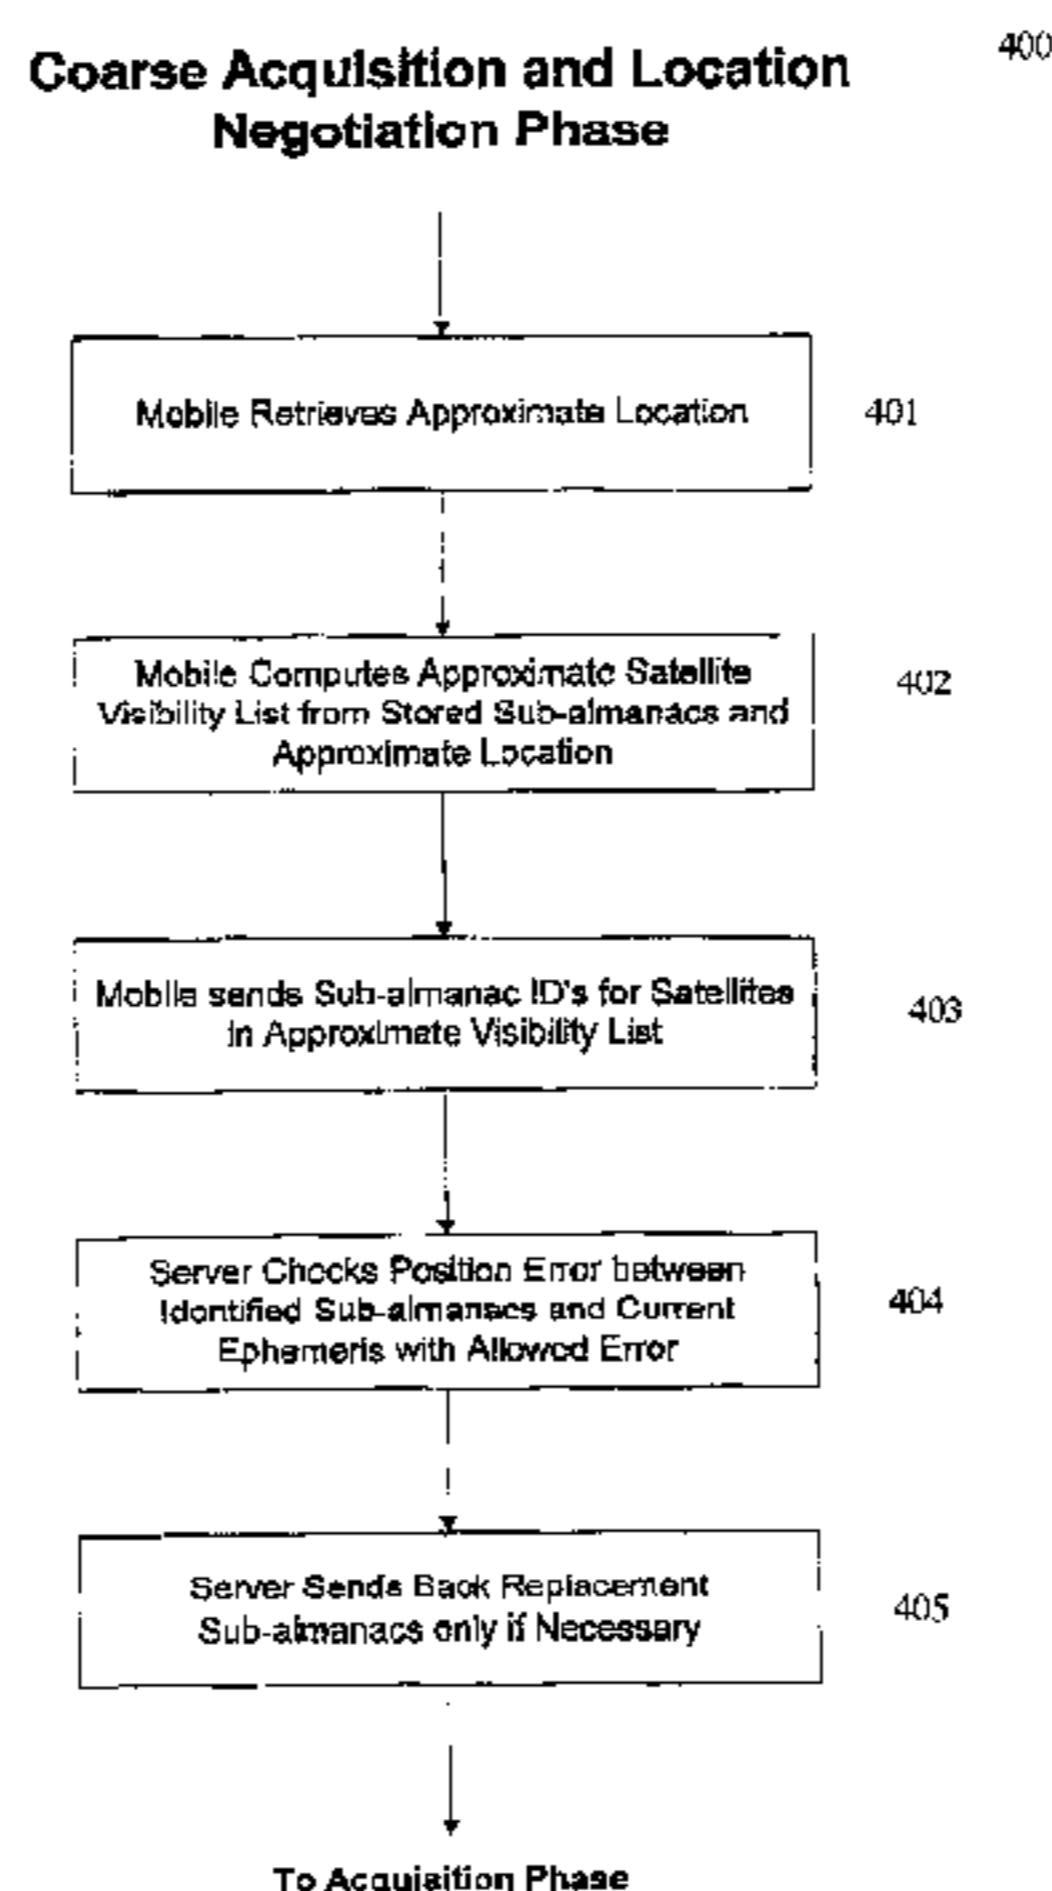 400
Coarse Acquisition and Location
Negotiation Phase
Mobile Retrieves Approximate Location
401
Mobile Computes Approximate Satellite
Visibility List from Stored Sub-almanacs and
Approximate Location
402
Mobile sends Sub-almanac ID's for Satellites
in Approximate Visibility List
403
Server Checks Position Error between
Identified Sub-almanacs and Current
Ephemeris with Allowed Error
404
Server Sends Back Replacement
Sub-almanacs only if Necessary
405
To Acquisition Phase